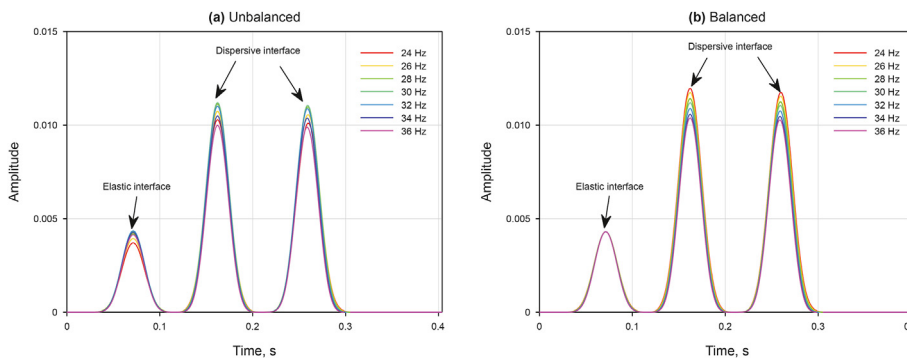 (a) Unbalanced
0.015
0.010
0.005
0
Amplitude
Dispersive interface
Elastic interface
24 Hz
26 Hz
28 Hz
30 Hz
32 Hz
34 Hz
36 Hz
0 0.1 0.2 0.3 0.4
Time, s
(b) Balanced
0.015
0.010
0.005
0
Amplitude
Dispersive interface
Elastic interface
24 Hz
26 Hz
28 Hz
30 Hz
32 Hz
34 Hz
36 Hz
0 0.1 0.2 0.3
Time, s